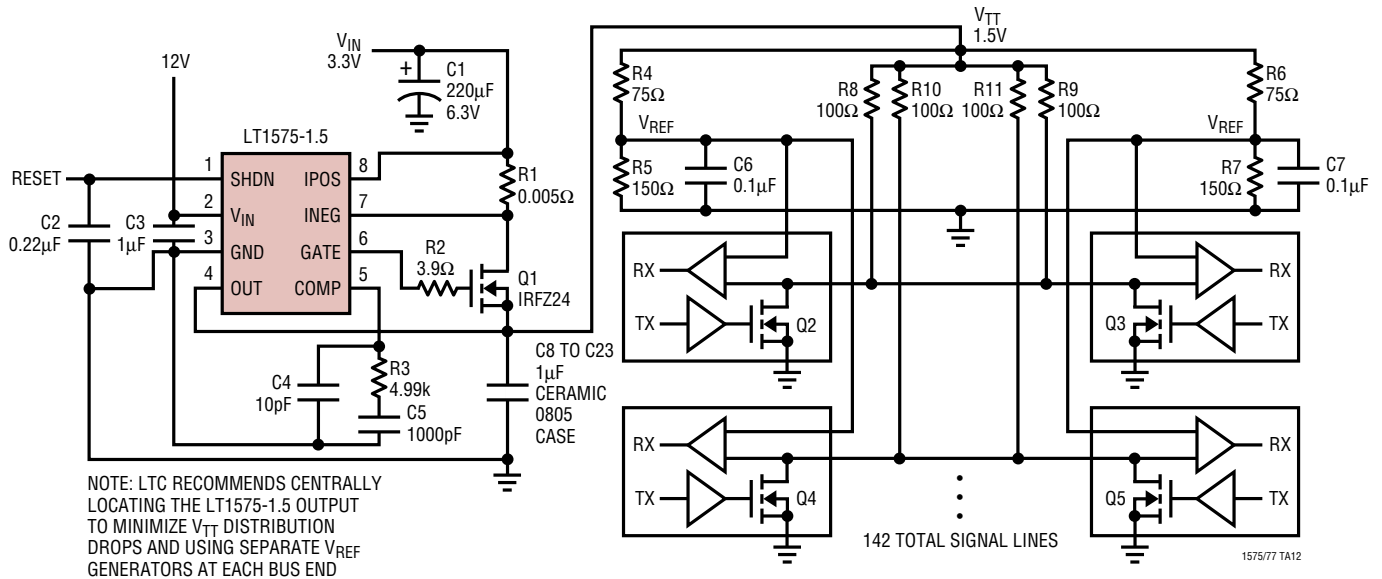 12V
VIN
3.3V
+
C1
220µF
6.3V
LT1575-1.5
RESET
1
SHDN
IPOS
8
2
VIN
INEG
7
3
GND
GATE
6
4
OUT
COMP
5
C2
0.22µF
C3
1µF
R1
0.005Ω
R2
3.9Ω
Q1
IRFZ24
C4
10pF
R3
4.99k
C5
1000pF
C8 TO C23
1µF
CERAMIC
0805
CASE
NOTE: LTC RECOMMENDS CENTRALLY
LOCATING THE LT1575-1.5 OUTPUT
TO MINIMIZE VTT DISTRIBUTION
DROPS AND USING SEPARATE VREF
GENERATORS AT EACH BUS END
VTT
1.5V
R4
75Ω
R8
100Ω
R10
100Ω
R11
100Ω
R9
100Ω
R6
75Ω
VREF
VREF
R5
150Ω
C6
0.1µF
R7
150Ω
C7
0.1µF
RX
TX
Q2
RX
TX
Q3
RX
TX
Q4
RX
TX
Q5
142 TOTAL SIGNAL LINES
1575/77 TA12